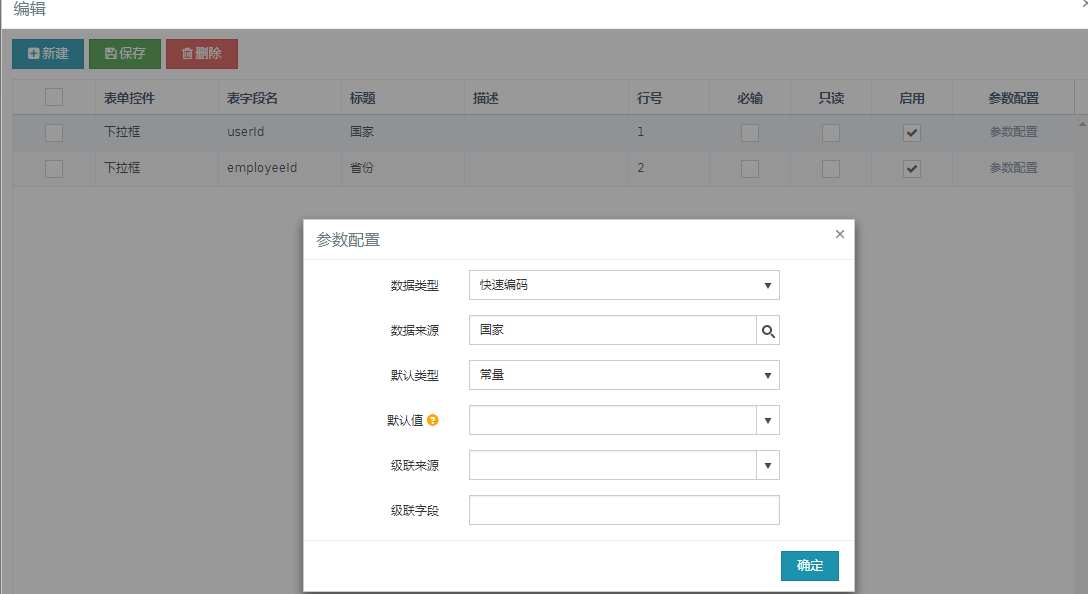 编辑
新建 保存 删除
表单控件 表字段名 标题 描述 行号 必输 只读 启用 参数配置
下拉框 userId 国家 1 参数配置
下拉框 employeeId 省份 2 参数配置
参数配置
数据类型 快速编码
数据来源 国家
默认类型 常量
默认值
级联来源
级联字段
确定